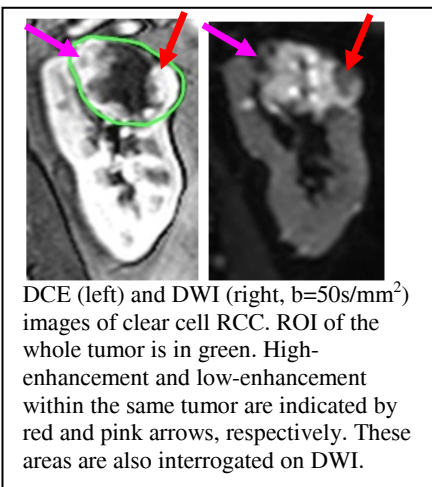 DCE (left) and DWI (right, b=50s/mm²)
images of clear cell RCC. ROI of the
whole tumor is in green. High-
enhancement and low-enhancement
within the same tumor are indicated by
red and pink arrows, respectively. These
areas are also interrogated on DWI.